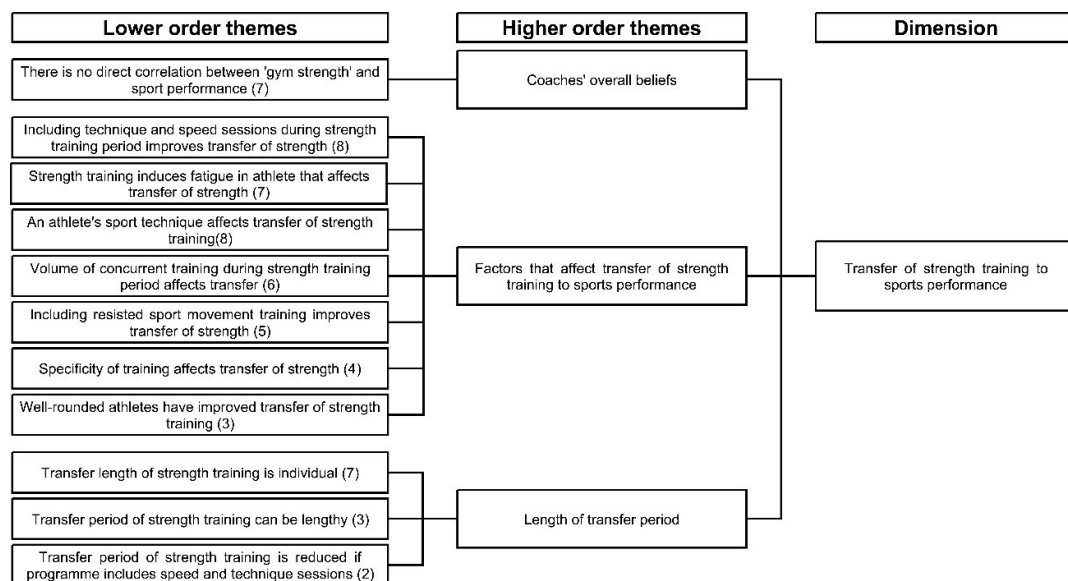 Lower order themes
Higher order themes
Dimension
There is no direct correlation between 'gym strength' and
sport performance (7)
Coaches' overall beliefs
Including technique and speed sessions during strength
training period improves transfer of strength (8)
Strength training induces fatigue in athlete that affects
transfer of strength (7)
An athlete's sport technique affects transfer of strength
training(8)
Volume of concurrent training during strength training
period affects transfer (6)
Including resisted sport movement training improves
transfer of strength (5)
Specificity of training affects transfer of strength (4)
Well-rounded athletes have improved transfer of strength
training (3)
Factors that affect transfer of strength
training to sports performance
Transfer of strength training to
sports performance
Transfer length of strength training is individual (7)
Transfer period of strength training can be lengthy (3)
Transfer period of strength training is reduced if
programme includes speed and technique sessions (2)
Length of transfer period